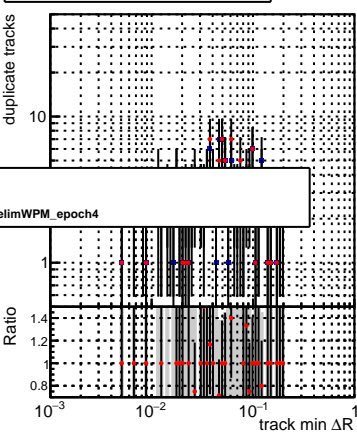 duplicate tracks
10
elimWPM_epoch4
1
Ratio
1.4
1.2
1
0.8
10⁻³ 10⁻² 10⁻¹ 1
track min ΔR